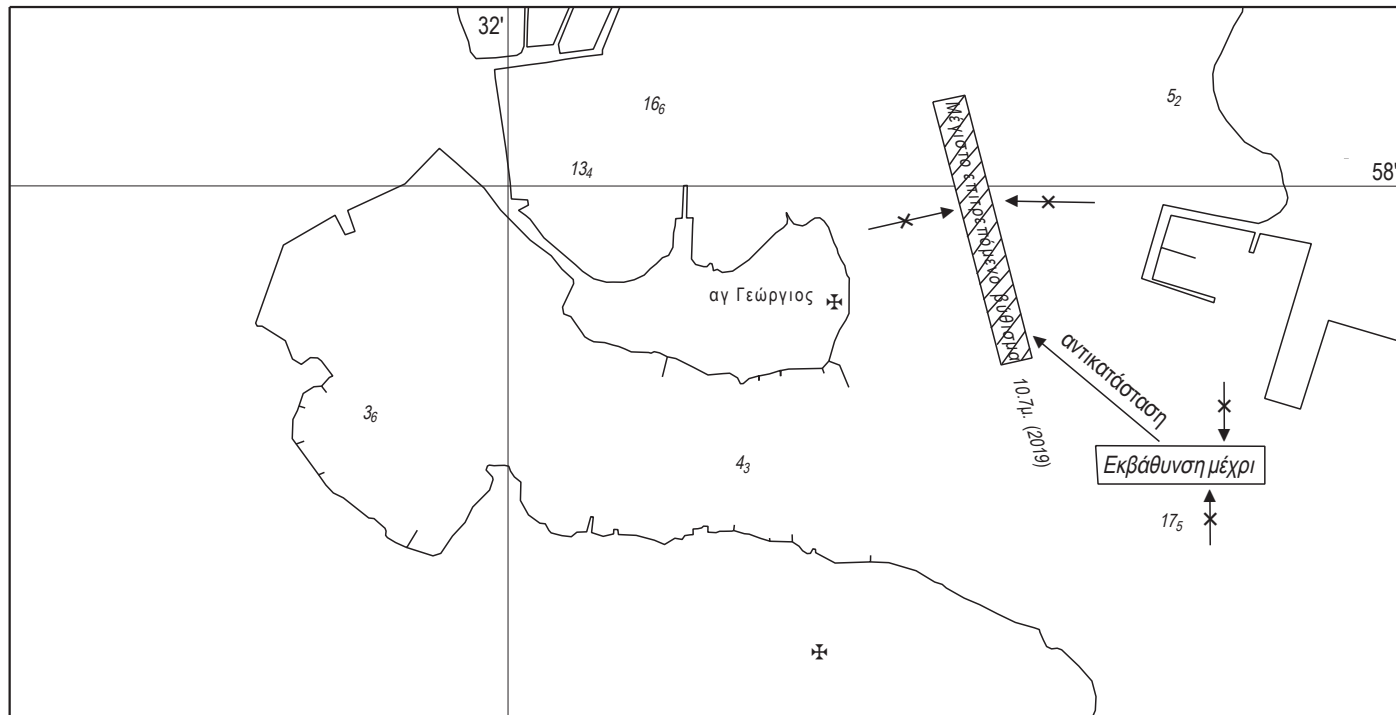 32'
16₆
5₂
13₄
58'
Μέγιστο επιτρεπόμενο βύθισμα
αγ Γεώργιος
αντικατάσταση
10.7μ. (2019)
3₆
4₃
Εκβάθυνση μέχρι
17₅